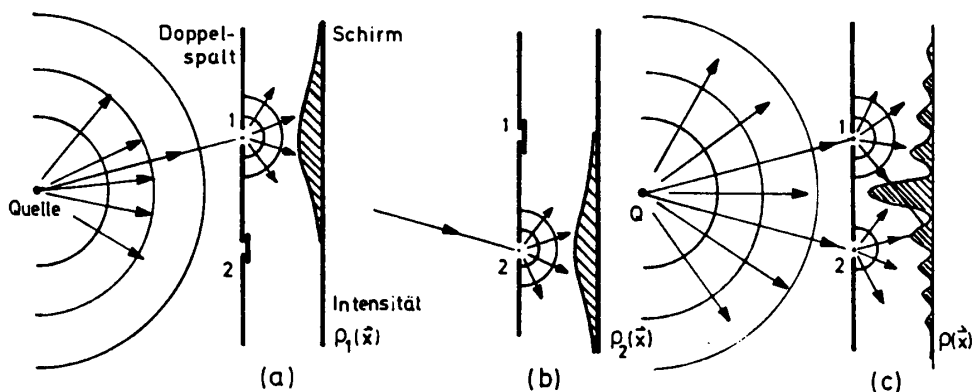 Doppel-
spalt
Schirm
1
Quelle
2
Intensität
ρ₁(x⃗)
(a)
1
2
ρ₂(x⃗)
(b)
Q
1
2
ρ(x⃗)
(c)